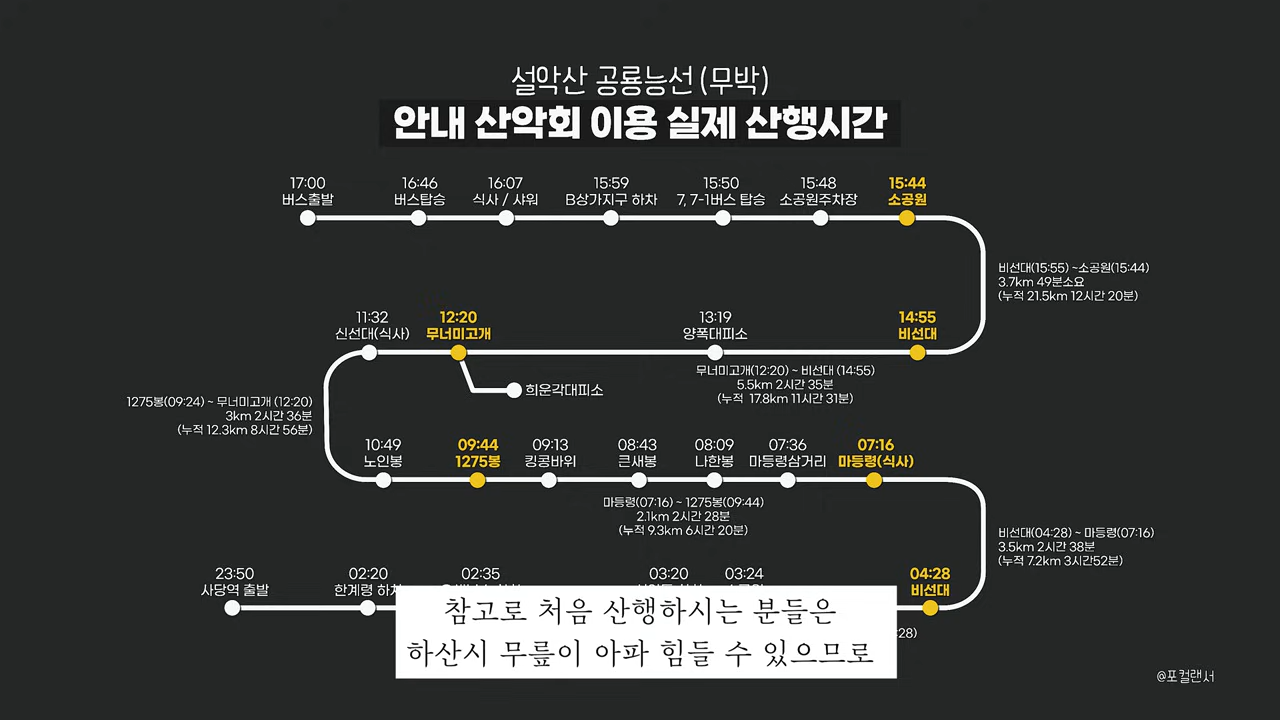 설악산 공룡능선(무박)
안내 산악회 이용 실제 산행시간
17:00 16:46 16:07 15:59 15:50 15:48 15:44
버스출발 버스탑승 식사 / 샤워 B상가지구 하차 7, 7-1버스 탑승 소공원주차장 소공원
비선대(15:55) ~소공원(15:44)
3.7km 49분소요
(누적 21.5km 12시간 20분)
11:32 12:20 13:19 14:55
신선대(식사) 무너미고개 양폭대피소 비선대
무너미고개(12:20) ~ 비선대 (14:55)
5.5km 2시간 35분
(누적 17.8km 11시간 31분)
희운각대피소
1275봉(09:24) ~ 무너미고개 (12:20)
3km 2시간 36분
(누적 12.3km 8시간 56분)
10:49 09:44 09:13 08:43 08:09 07:36 07:16
노인봉 1275봉 킹콩바위 큰새봉 나한봉 마등령삼거리 마등령(식사)
마등령(07:16) ~ 1275봉(09:44)
2.1km 2시간 28분
(누적 9.3km 6시간 20분)
비선대(04:28) ~ 마등령(07:16)
3.5km 2시간 38분
(누적 7.2km 3시간52분)
23:50 02:20 02:35 03:20 03:24 04:28
사당역 출발 한계령 하차 비선대
:28)
참고로 처음 산행하시는 분들은
하산시 무릎이 아파 힘들 수 있으므로
@포컬랜서